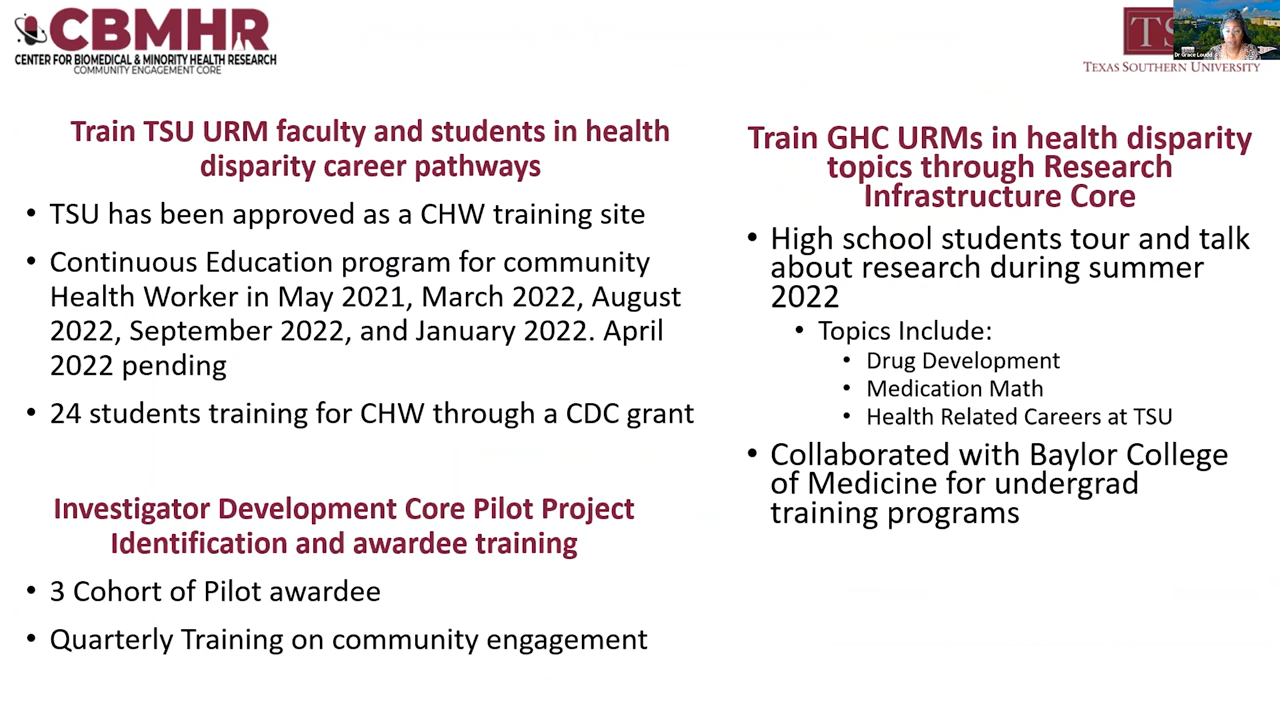 CBMHR
CENTER FOR BIOMEDICAL & MINORITY HEALTH RESEARCH
COMMUNITY ENGAGEMENT CORE
TS
TEXAS SOUTHERN UNIVERSITY
Train TSU URM faculty and students in health
disparity career pathways
• TSU has been approved as a CHW training site
• Continuous Education program for community
Health Worker in May 2021, March 2022, August
2022, September 2022, and January 2022. April
2022 pending
• 24 students training for CHW through a CDC grant
Investigator Development Core Pilot Project
Identification and awardee training
• 3 Cohort of Pilot awardee
• Quarterly Training on community engagement
Train GHC URMs in health disparity
topics through Research
Infrastructure Core
• High school students tour and talk
about research during summer
2022
• Topics Include:
• Drug Development
• Medication Math
• Health Related Careers at TSU
• Collaborated with Baylor College
of Medicine for undergrad
training programs